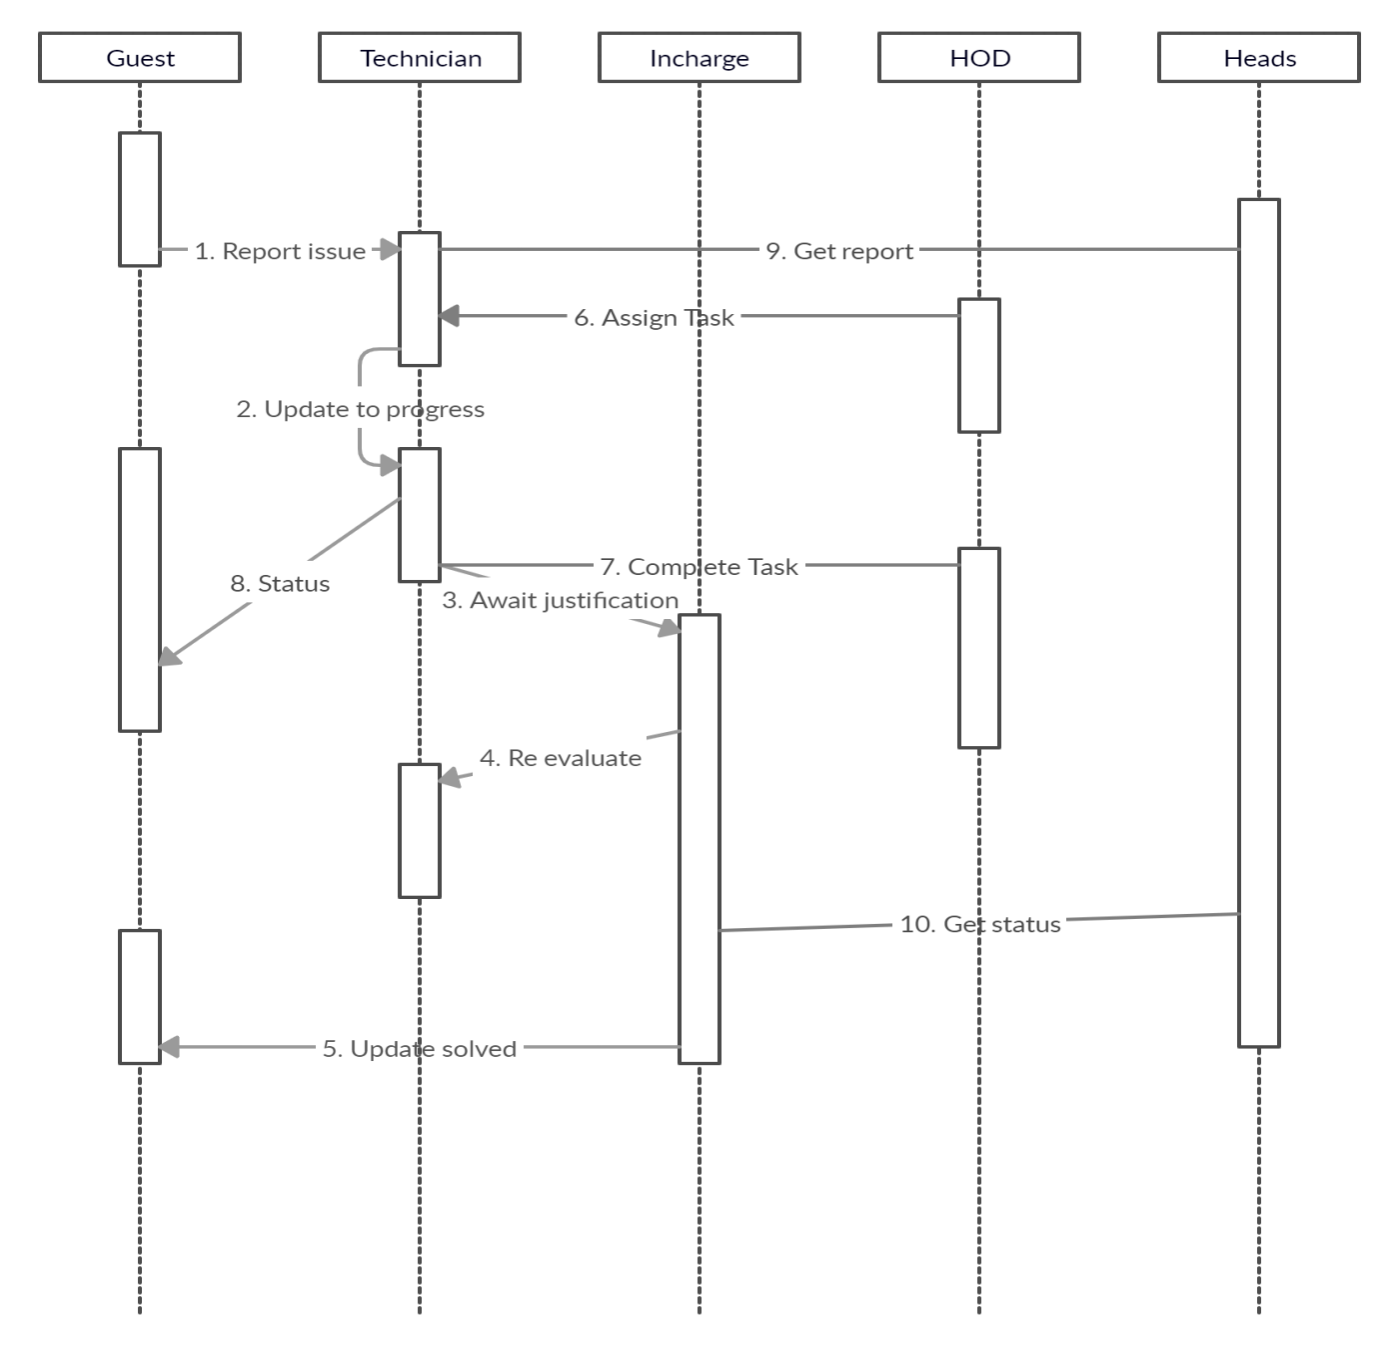 Guest
Technician
Incharge
HOD
Heads
1. Report issue
9. Get report
6. Assign Task
2. Update to progress
7. Complete Task
8. Status
3. Await justification
4. Re evaluate
10. Get status
5. Update solved